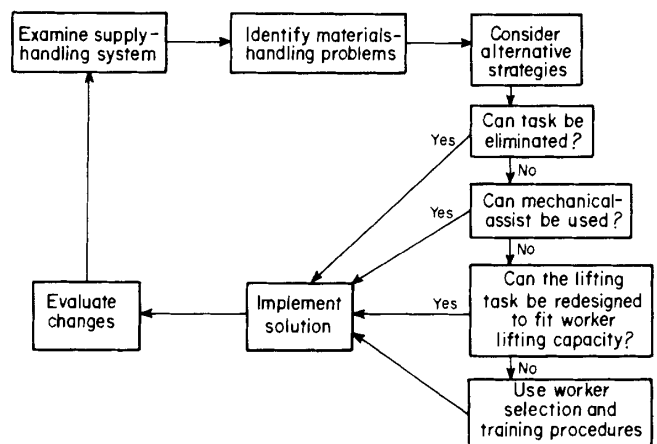 Examine supply-
handling system
Identify materials-
handling problems
Consider
alternative
strategies
Can task be
eliminated?
Yes
No
Can mechanical-
assist be used?
Yes
No
Can the lifting
task be redesigned
to fit worker
lifting capacity?
Yes
No
Use worker
selection and
training procedures
Implement
solution
Evaluate
changes